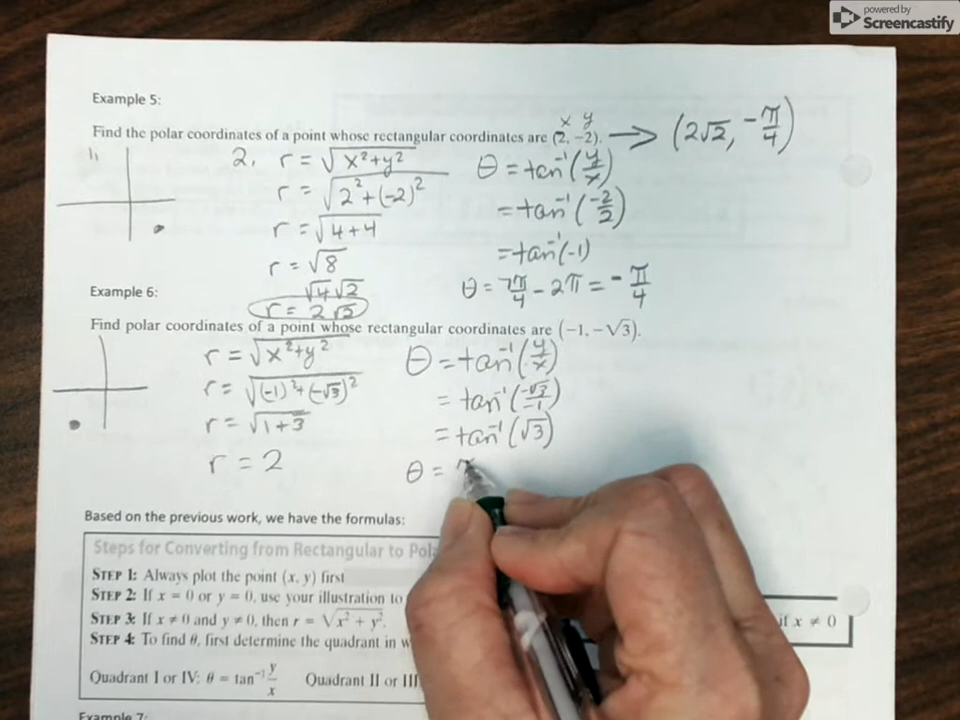 powered by
Screencastify
Example 5:
x y
Find the polar coordinates of a point whose rectangular coordinates are (2, −2). → (2√2, −π/4)
2. r = √(x²+y²)
θ = tan⁻¹(y/x)
r = √(2²+(-2)²)
= tan⁻¹(-2/2)
r = √(4+4)
= tan⁻¹(-1)
r = √8
θ = 7π/4 − 2π = −π/4
√4√2
r = 2√2
Example 6:
Find polar coordinates of a point whose rectangular coordinates are (−1, −√3).
r = √(x²+y²)
θ = tan⁻¹(y/x)
r = √((-1)²+(-√3)²)
= tan⁻¹(-√3/-1)
r = √(1+3)
= tan⁻¹(√3)
r = 2
θ =
Based on the previous work, we have the formulas:
Steps for Converting from Rectangular to
STEP 1: Always plot the point (x, y) first
STEP 2: If x = 0 or y = 0, use your illustration to
STEP 3: If x ≠ 0 and y ≠ 0, then r = √(x² + y²).
if x ≠ 0
STEP 4: To find θ, first determine the quadrant in
Quadrant I or IV: θ = tan⁻¹ y/x
Quadrant II or III
Example 7: